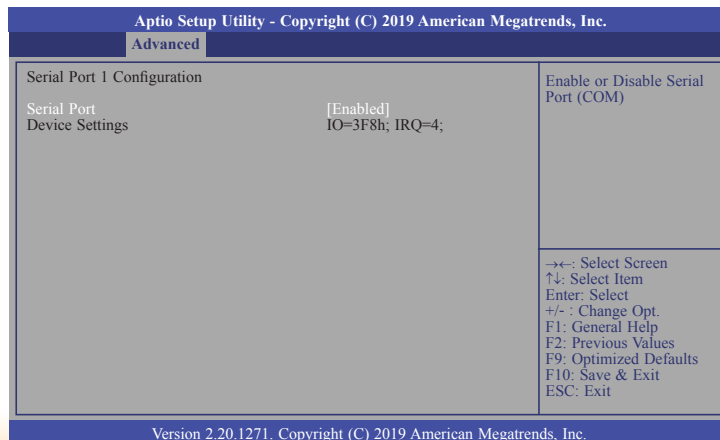 Aptio Setup Utility - Copyright (C) 2019 American Megatrends, Inc.
Advanced
Serial Port 1 Configuration
Serial Port [Enabled]
Device Settings IO=3F8h; IRQ=4;
Enable or Disable Serial
Port (COM)
→←: Select Screen
↑↓: Select Item
Enter: Select
+/- : Change Opt.
F1: General Help
F2: Previous Values
F9: Optimized Defaults
F10: Save & Exit
ESC: Exit
Version 2.20.1271. Copyright (C) 2019 American Megatrends, Inc.